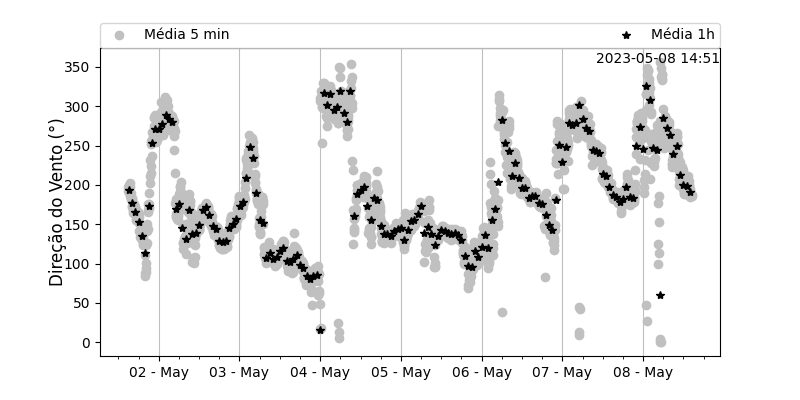 Média 5 min
Média 1h
2023-05-08 14:51
Direção do Vento (°)
350
300
250
200
150
100
50
0
02 - May
03 - May
04 - May
05 - May
06 - May
07 - May
08 - May